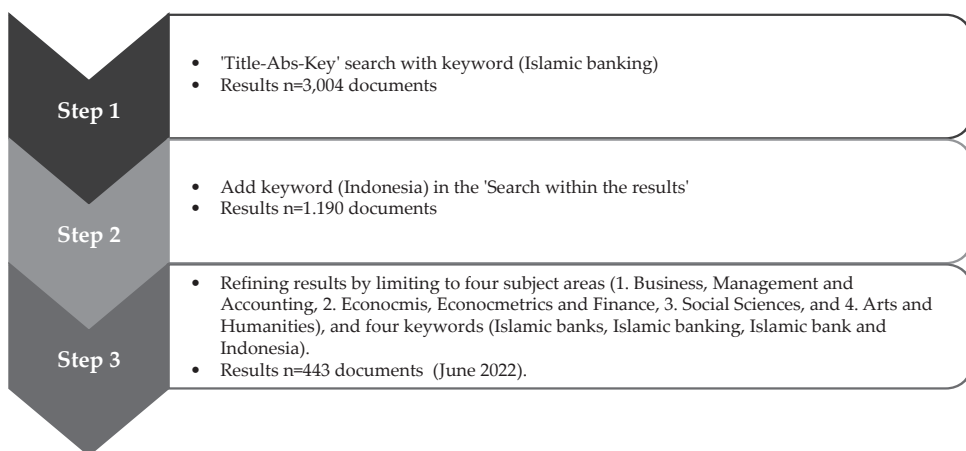 Step 1
• 'Title-Abs-Key' search with keyword (Islamic banking)
• Results n=3,004 documents
Step 2
• Add keyword (Indonesia) in the 'Search within the results'
• Results n=1.190 documents
Step 3
• Refining results by limiting to four subject areas (1. Business, Management and
Accounting, 2. Econocmis, Econocmetrics and Finance, 3. Social Sciences, and 4. Arts and
Humanities), and four keywords (Islamic banks, Islamic banking, Islamic bank and
Indonesia).
• Results n=443 documents (June 2022).